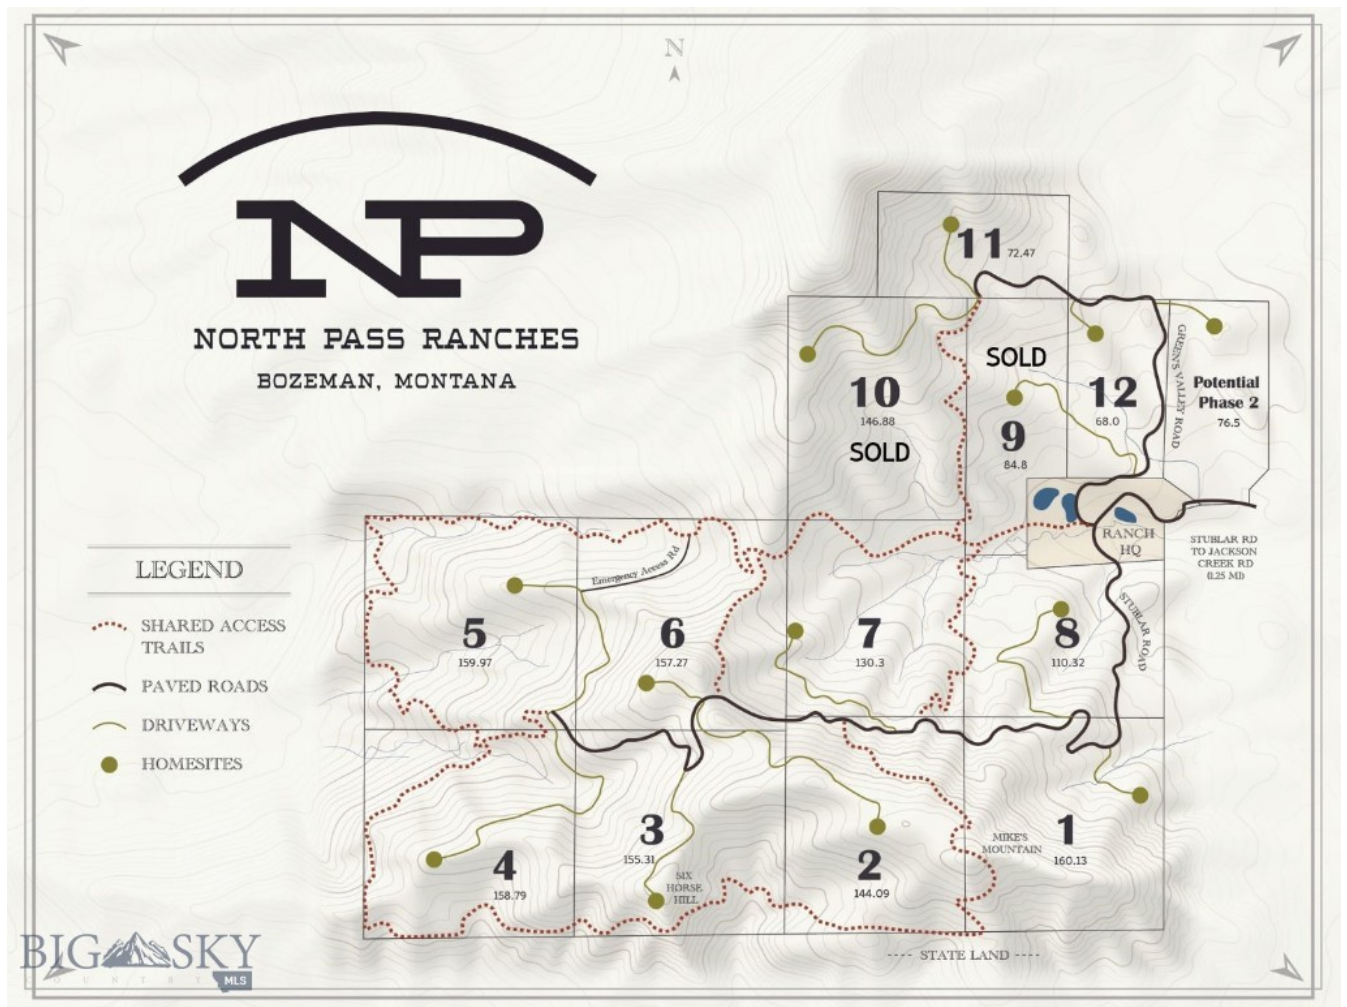 N
NP
NORTH PASS RANCHES
BOZEMAN, MONTANA
11 72.47
SOLD
10
146.88
SOLD
9
84.8
12
68.0
GREEN'S VALLEY ROAD
Potential
Phase 2
76.5
RANCH
HQ
STUBLAR RD
TO JACKSON
CREEK RD
(1.25 MI)
STUBLAR ROAD
Emergency Access Rd
5
159.97
6
157.27
7
130.3
8
110.32
4
158.79
3
155.31
SIX
HORSE
HILL
2
144.09
MIKE'S
MOUNTAIN
1
160.13
---- STATE LAND ----
LEGEND
SHARED ACCESS
TRAILS
PAVED ROADS
DRIVEWAYS
HOMESITES
BIG SKY
COUNTRY MLS